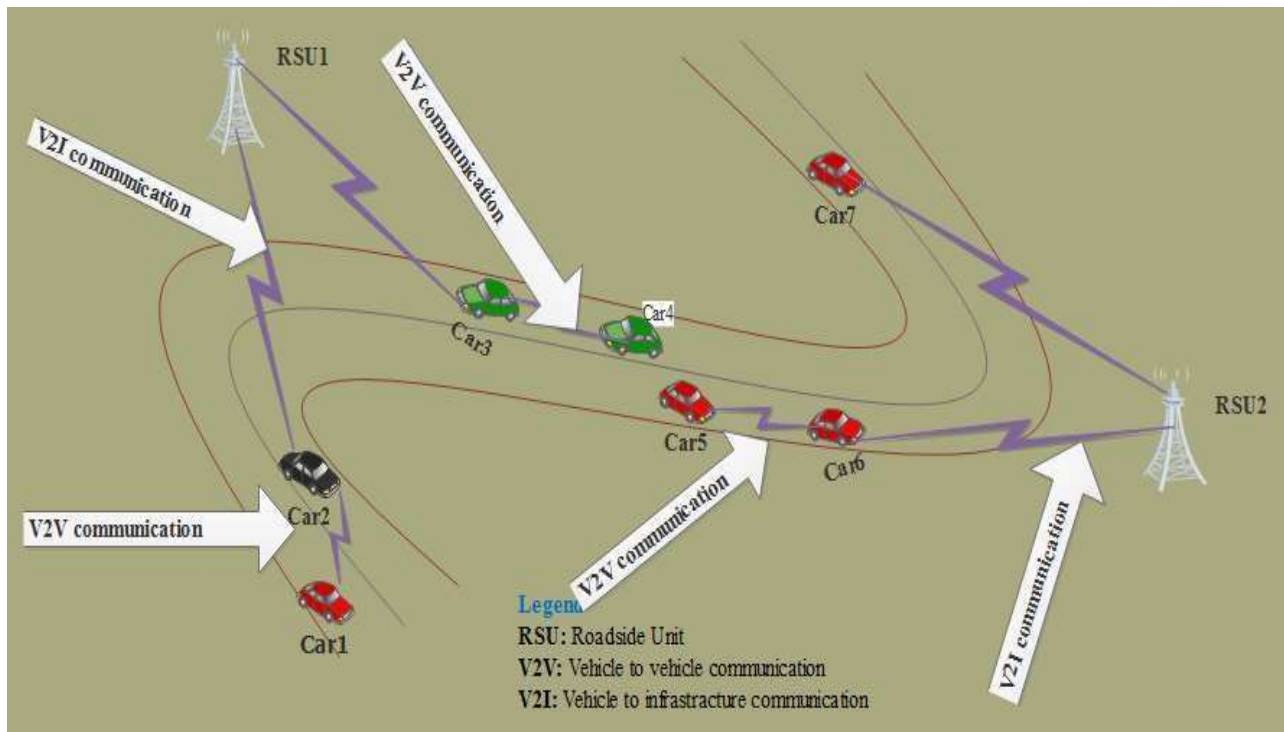 RSU1
V2V communication
V2I communication
Car7
Car4
Car3
RSU2
Car5
Car6
Car2
V2V communication
V2V communication
V2I communication
Car1
Legend
RSU: Roadside Unit
V2V: Vehicle to vehicle communication
V2I: Vehicle to infrastracture communication